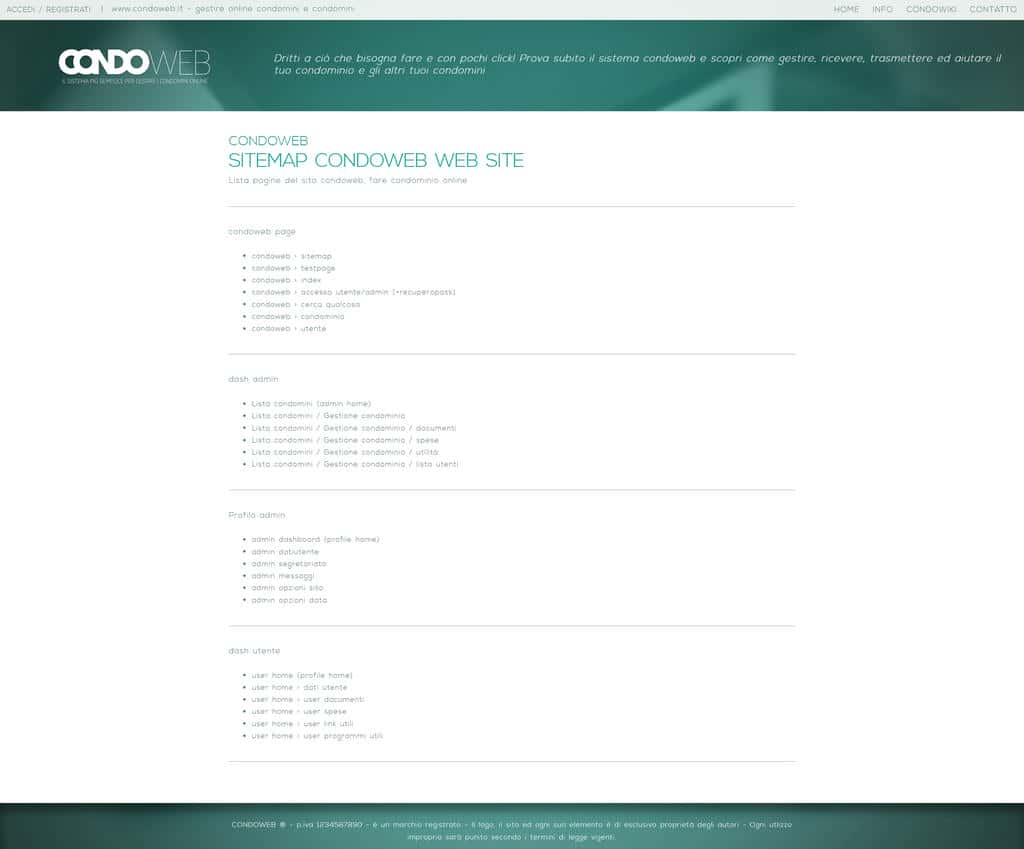 ACCEDI / REGISTRATI | www.condoweb.it - gestire online condomini e condomini
HOME INFO CONDOWIKI CONTATTO
CONDOWEB
IL SISTEMA PIÙ SEMPLICE PER GESTIRE I CONDOMINI ONLINE
Dritti a ciò che bisogna fare e con pochi click! Prova subito il sistema condoweb e scopri come gestire, ricevere, trasmettere ed aiutare il
tuo condominio e gli altri tuoi condomini
CONDOWEB
SITEMAP CONDOWEB WEB SITE
Lista pagine del sito condoweb, fare condominio online
condoweb page
• condoweb > sitemap
• condoweb > testpage
• condoweb > index
• condoweb > accesso utente/admin (+recuperopass)
• condoweb > cerca qualcosa
• condoweb > condominio
• condoweb > utente
dash admin
• Lista condomini (admin home)
• Lista condomini / Gestione condominio
• Lista condomini / Gestione condominio / documenti
• Lista condomini / Gestione condominio / spese
• Lista condomini / Gestione condominio / utilità
• Lista condomini / Gestione condominio / lista utenti
Profilo admin
• admin dashboard (profile home)
• admin datiutente
• admin segretariato
• admin messaggi
• admin opzioni sito
• admin opzioni data
dash utente
• user home (profile home)
• user home > dati utente
• user home > user documenti
• user home > user spese
• user home > user link utili
• user home > user programmi utili
CONDOWEB ® - p.iva 1234567890 - è un marchio registrato - Il logo, il sito ed ogni suo elemento è di esclusiva proprietà degli autori - Ogni utlizzo
improprio sarà punito secondo i termini di legge vigenti.